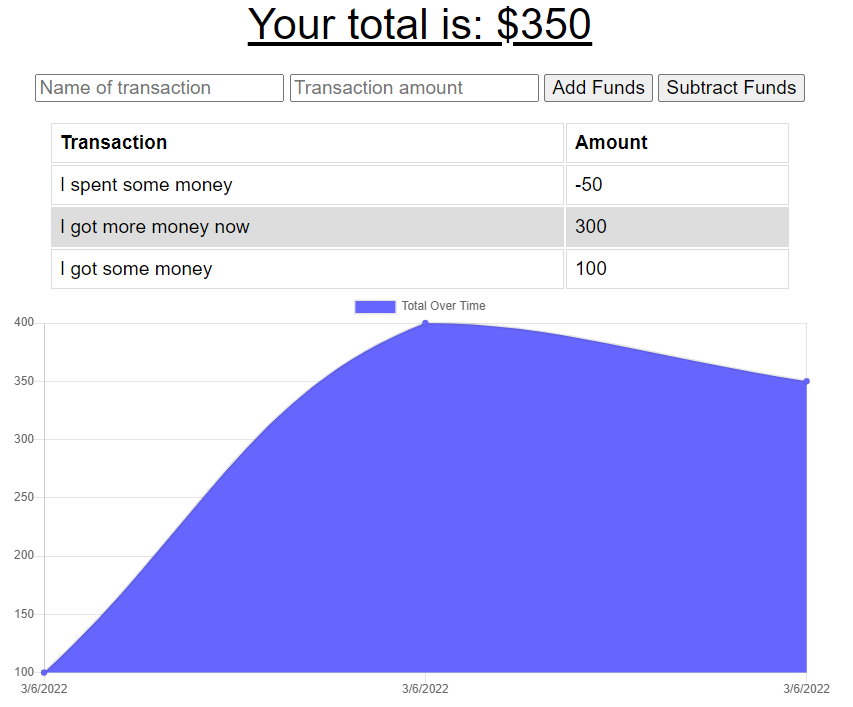 Your total is: $350
Name of transaction Transaction amount Add Funds Subtract Funds
Transaction Amount
I spent some money -50
I got more money now 300
I got some money 100
Total Over Time
400
350
300
250
200
150
100
3/6/2022 3/6/2022 3/6/2022